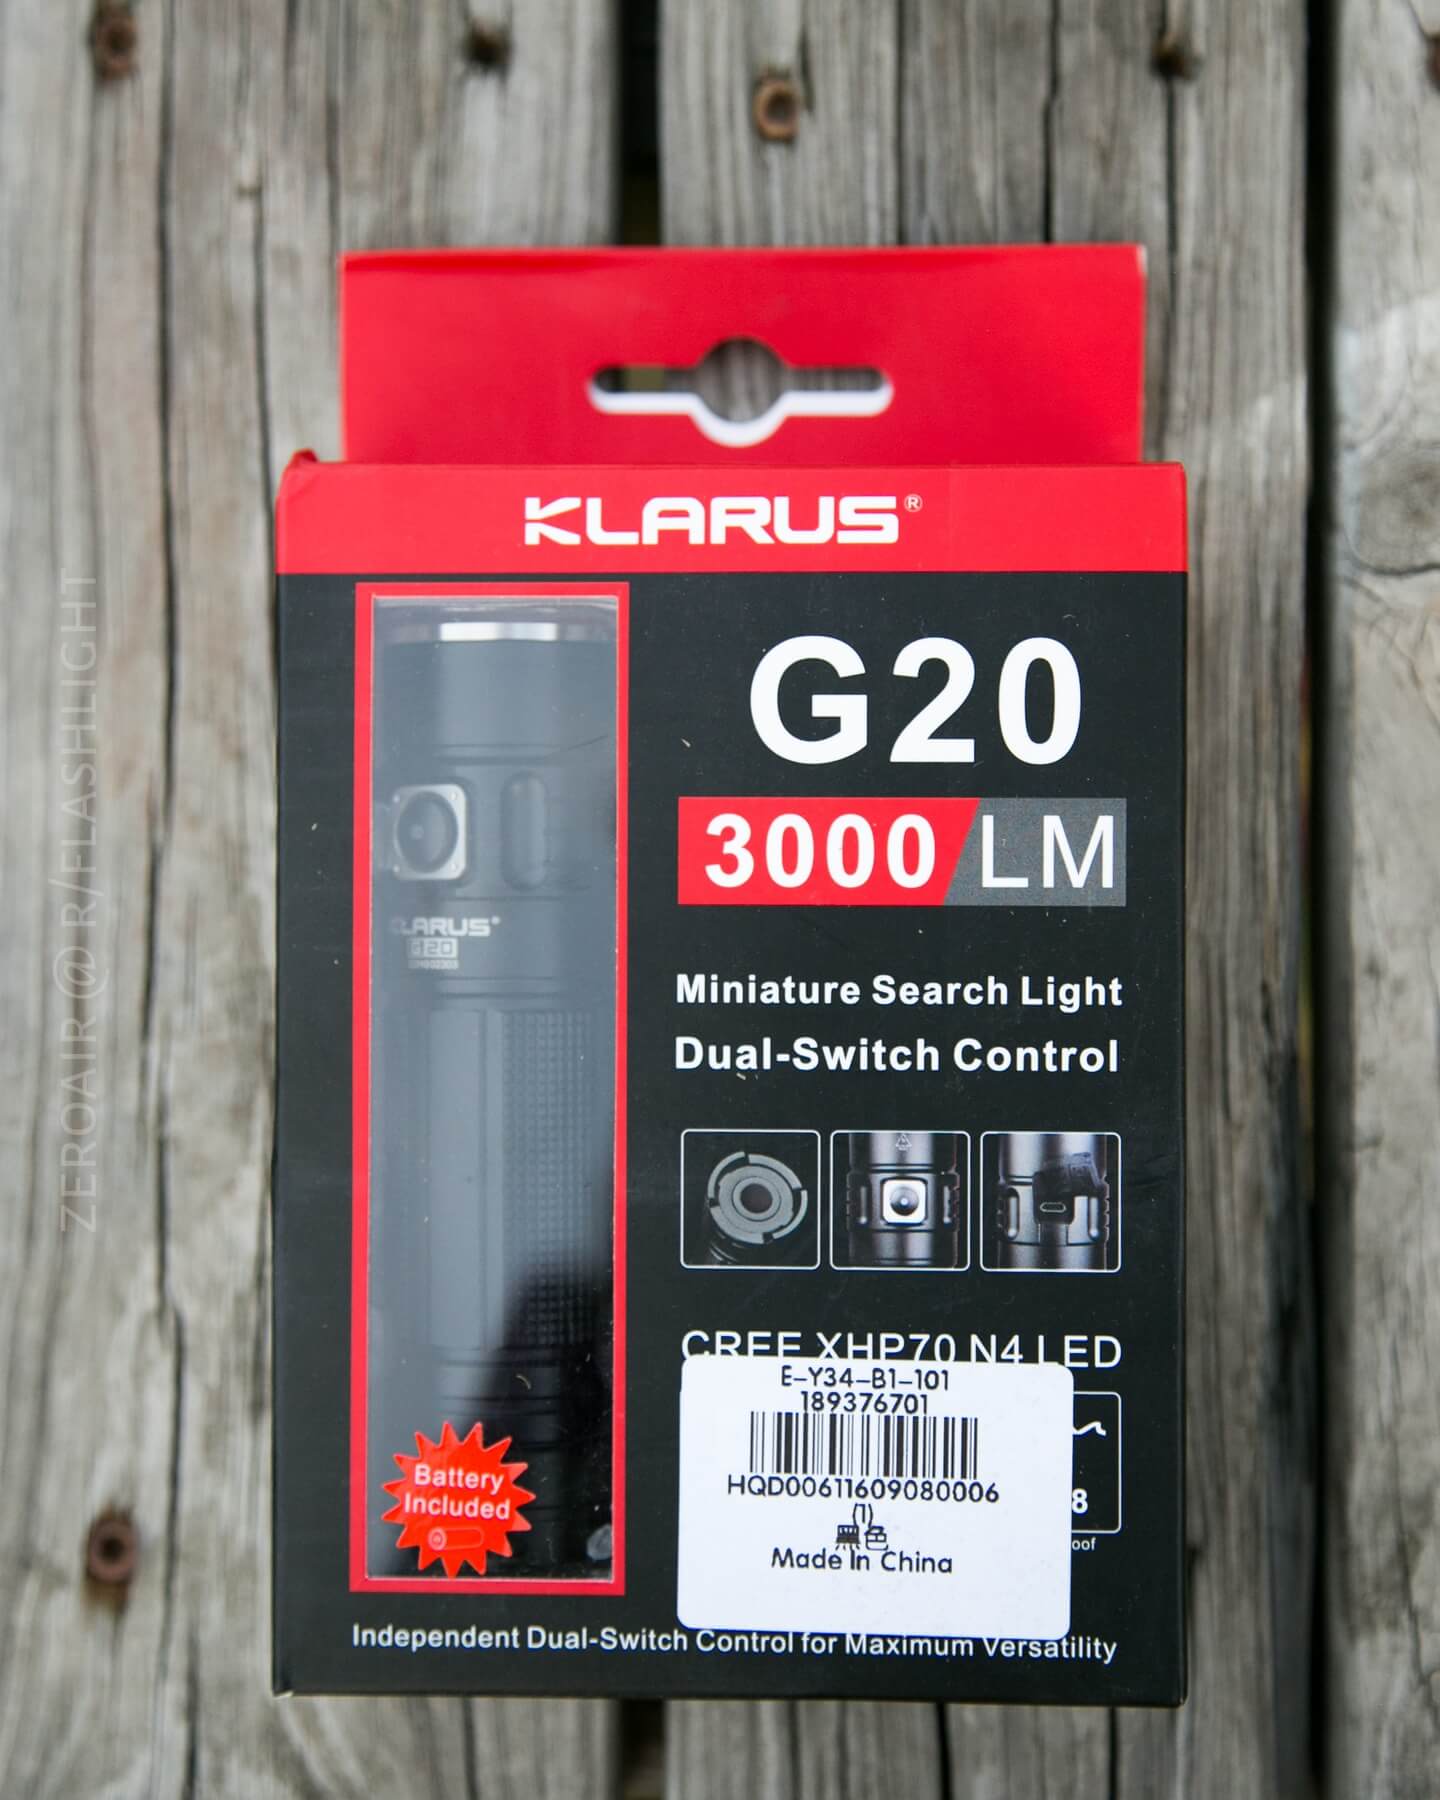 KLARUS®
G20
3000 LM
Miniature Search Light
Dual-Switch Control
CREE XHP70 N4 LED
E-Y34-B1-101
189376701
HQD00611609080006
(1)
黑色
Made In China
8
oof
KLARUS®
G20
Battery
Included
Independent Dual-Switch Control for Maximum Versatility
ZEROAIR @ R/FLASHLIGHT